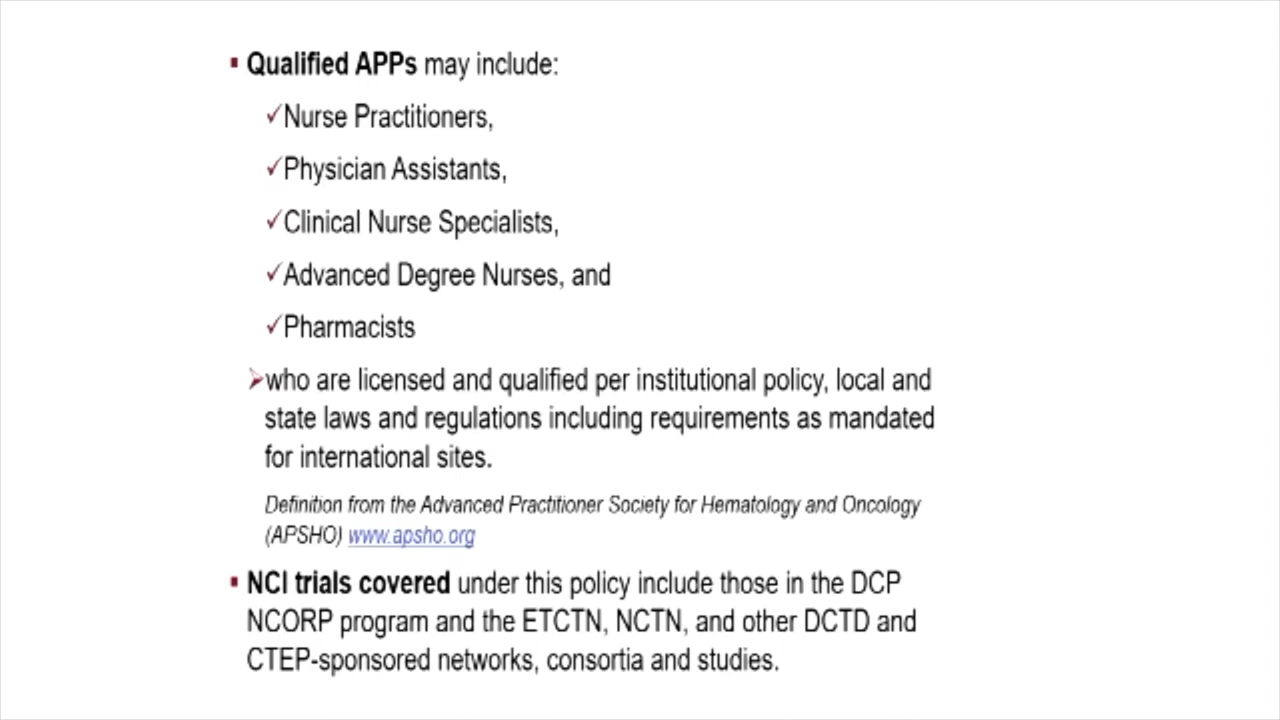 ▪ Qualified APPs may include:
✓Nurse Practitioners,
✓Physician Assistants,
✓Clinical Nurse Specialists,
✓Advanced Degree Nurses, and
✓Pharmacists
➢who are licensed and qualified per institutional policy, local and
state laws and regulations including requirements as mandated
for international sites.
Definition from the Advanced Practitioner Society for Hematology and Oncology
(APSHO) www.apsho.org
▪ NCI trials covered under this policy include those in the DCP
NCORP program and the ETCTN, NCTN, and other DCTD and
CTEP-sponsored networks, consortia and studies.